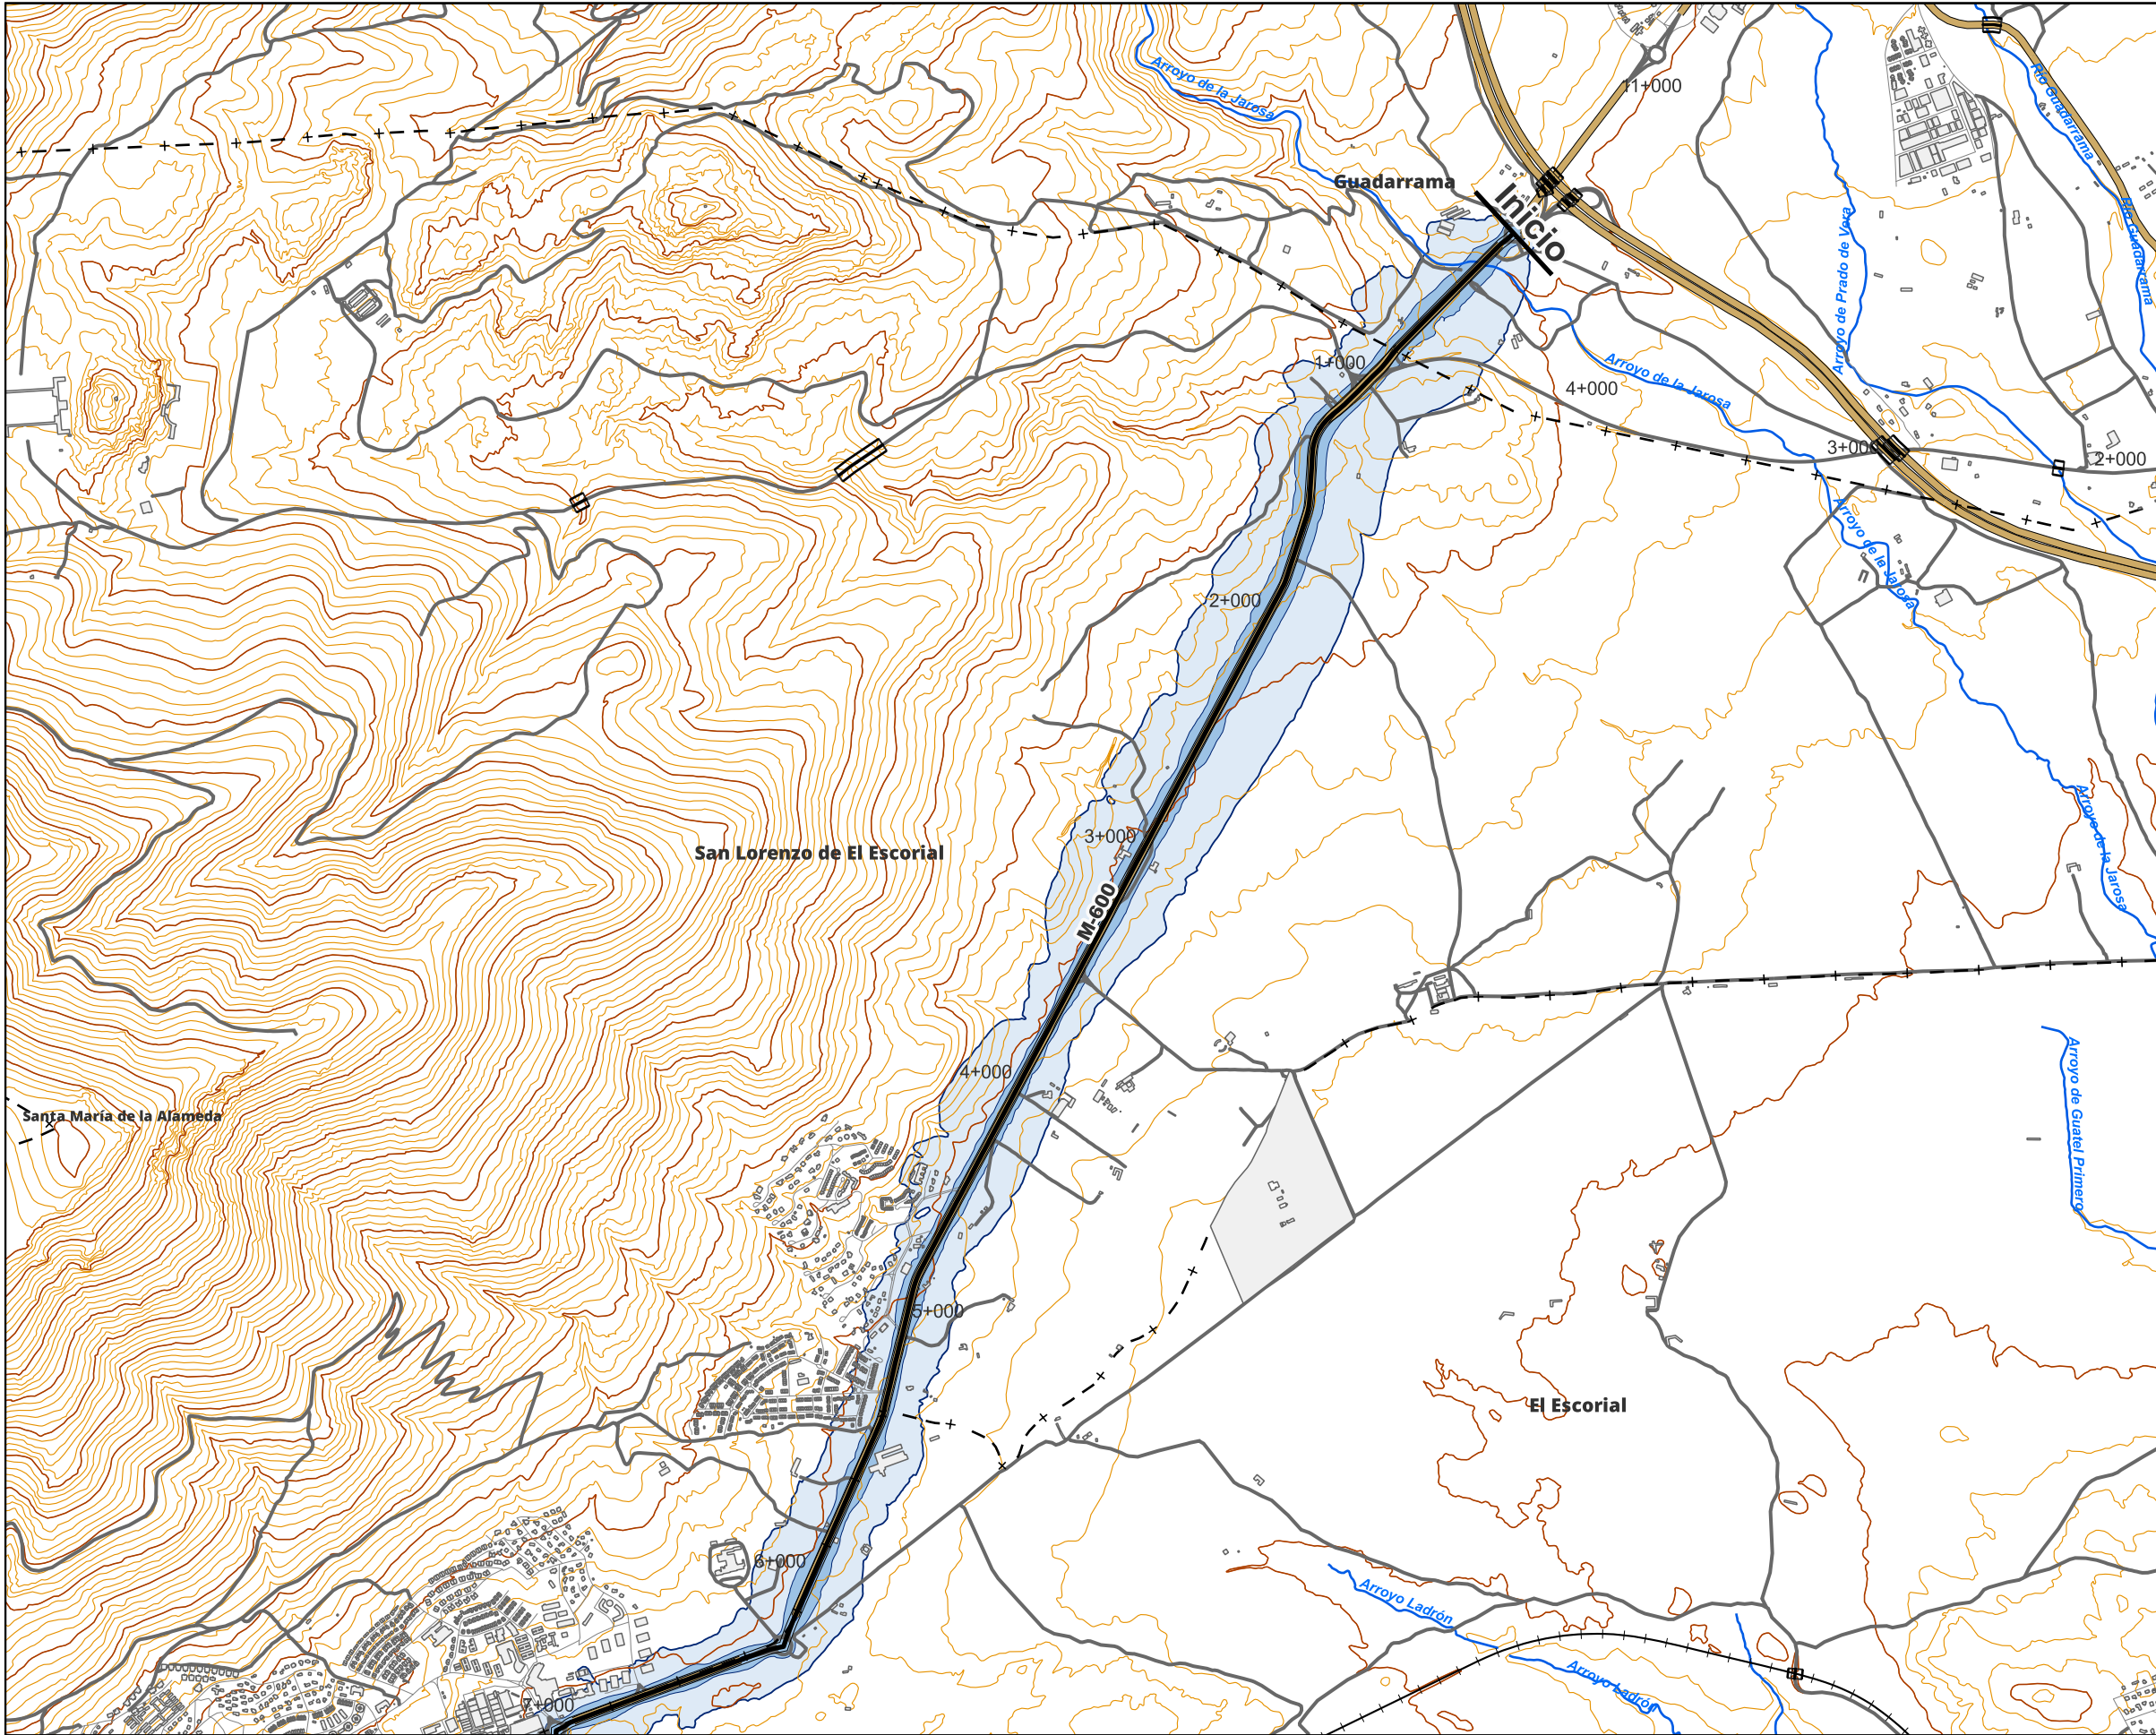 11+000
Arroyo de la Jarosa
Río Guadarrama
Guadarrama
Inicio
Río Guadarrama
Arroyo de Prado de Vera
1+000
4+000
Arroyo de la Jarosa
3+000
2+000
Arroyo de la Jarosa
2+000
3+000
San Lorenzo de El Escorial
Arroyo de la Jarosa
M-600
4+000
Santa María de la Alameda
Arroyo de Guatel Primero
5+000
El Escorial
6+000
Arroyo Ladrón
Arroyo Ladrón
7+000